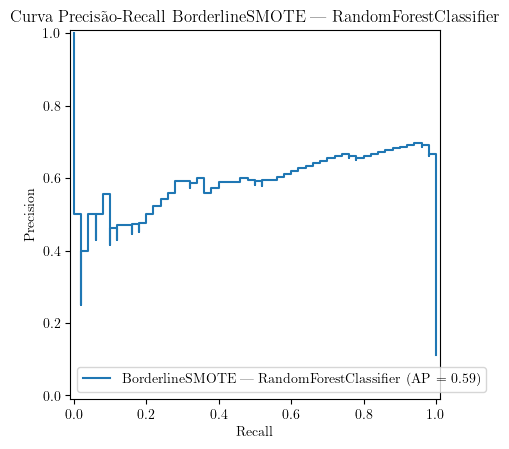 Curva Precisão-Recall BorderlineSMOTE — RandomForestClassifier
1.0
0.8
0.6
0.4
0.2
0.0
Precision
BorderlineSMOTE — RandomForestClassifier (AP = 0.59)
0.0 0.2 0.4 0.6 0.8 1.0
Recall